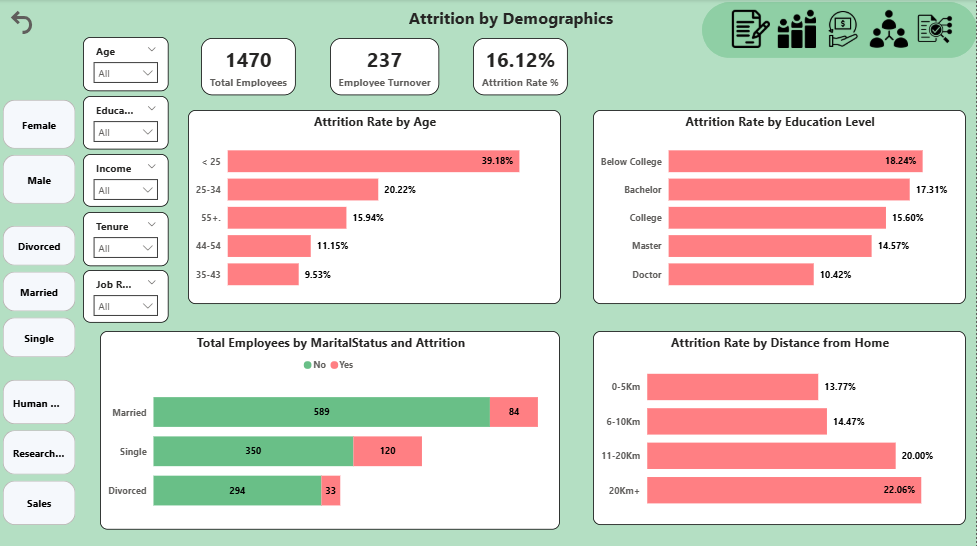 Attrition by Demographics
Age
All
Educa...
All
Income
All
Tenure
All
Job R...
All
Female
Male
Divorced
Married
Single
Human ...
Research...
Sales
1470
Total Employees
237
Employee Turnover
16.12%
Attrition Rate %
Attrition Rate by Age
< 25 39.18%
25-34 20.22%
55+. 15.94%
44-54 11.15%
35-43 9.53%
Attrition Rate by Education Level
Below College 18.24%
Bachelor 17.31%
College 15.60%
Master 14.57%
Doctor 10.42%
Total Employees by MaritalStatus and Attrition
No Yes
Married 589 84
Single 350 120
Divorced 294 33
Attrition Rate by Distance from Home
0-5Km 13.77%
6-10Km 14.47%
11-20Km 20.00%
20Km+ 22.06%